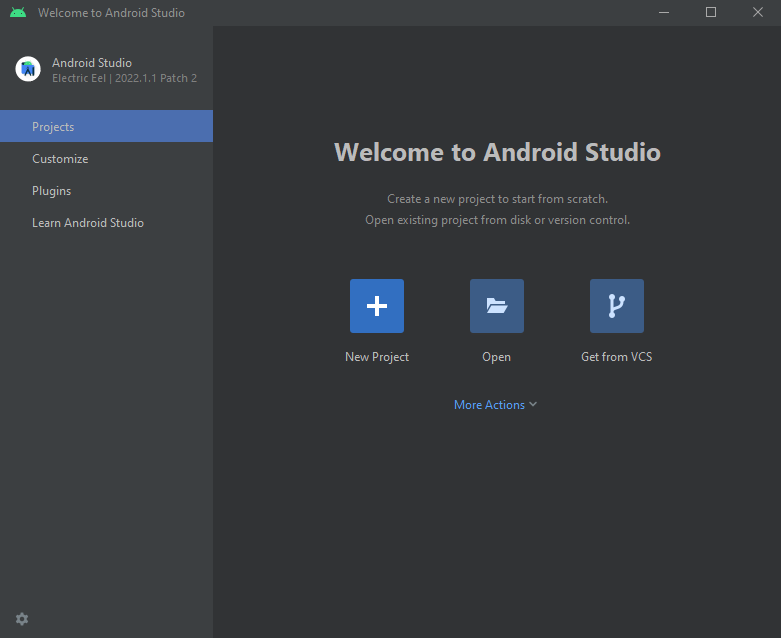 Welcome to Android Studio
Android Studio
Electric Eel | 2022.1.1 Patch 2
Projects
Customize
Plugins
Learn Android Studio
Welcome to Android Studio
Create a new project to start from scratch.
Open existing project from disk or version control.
New Project
Open
Get from VCS
More Actions